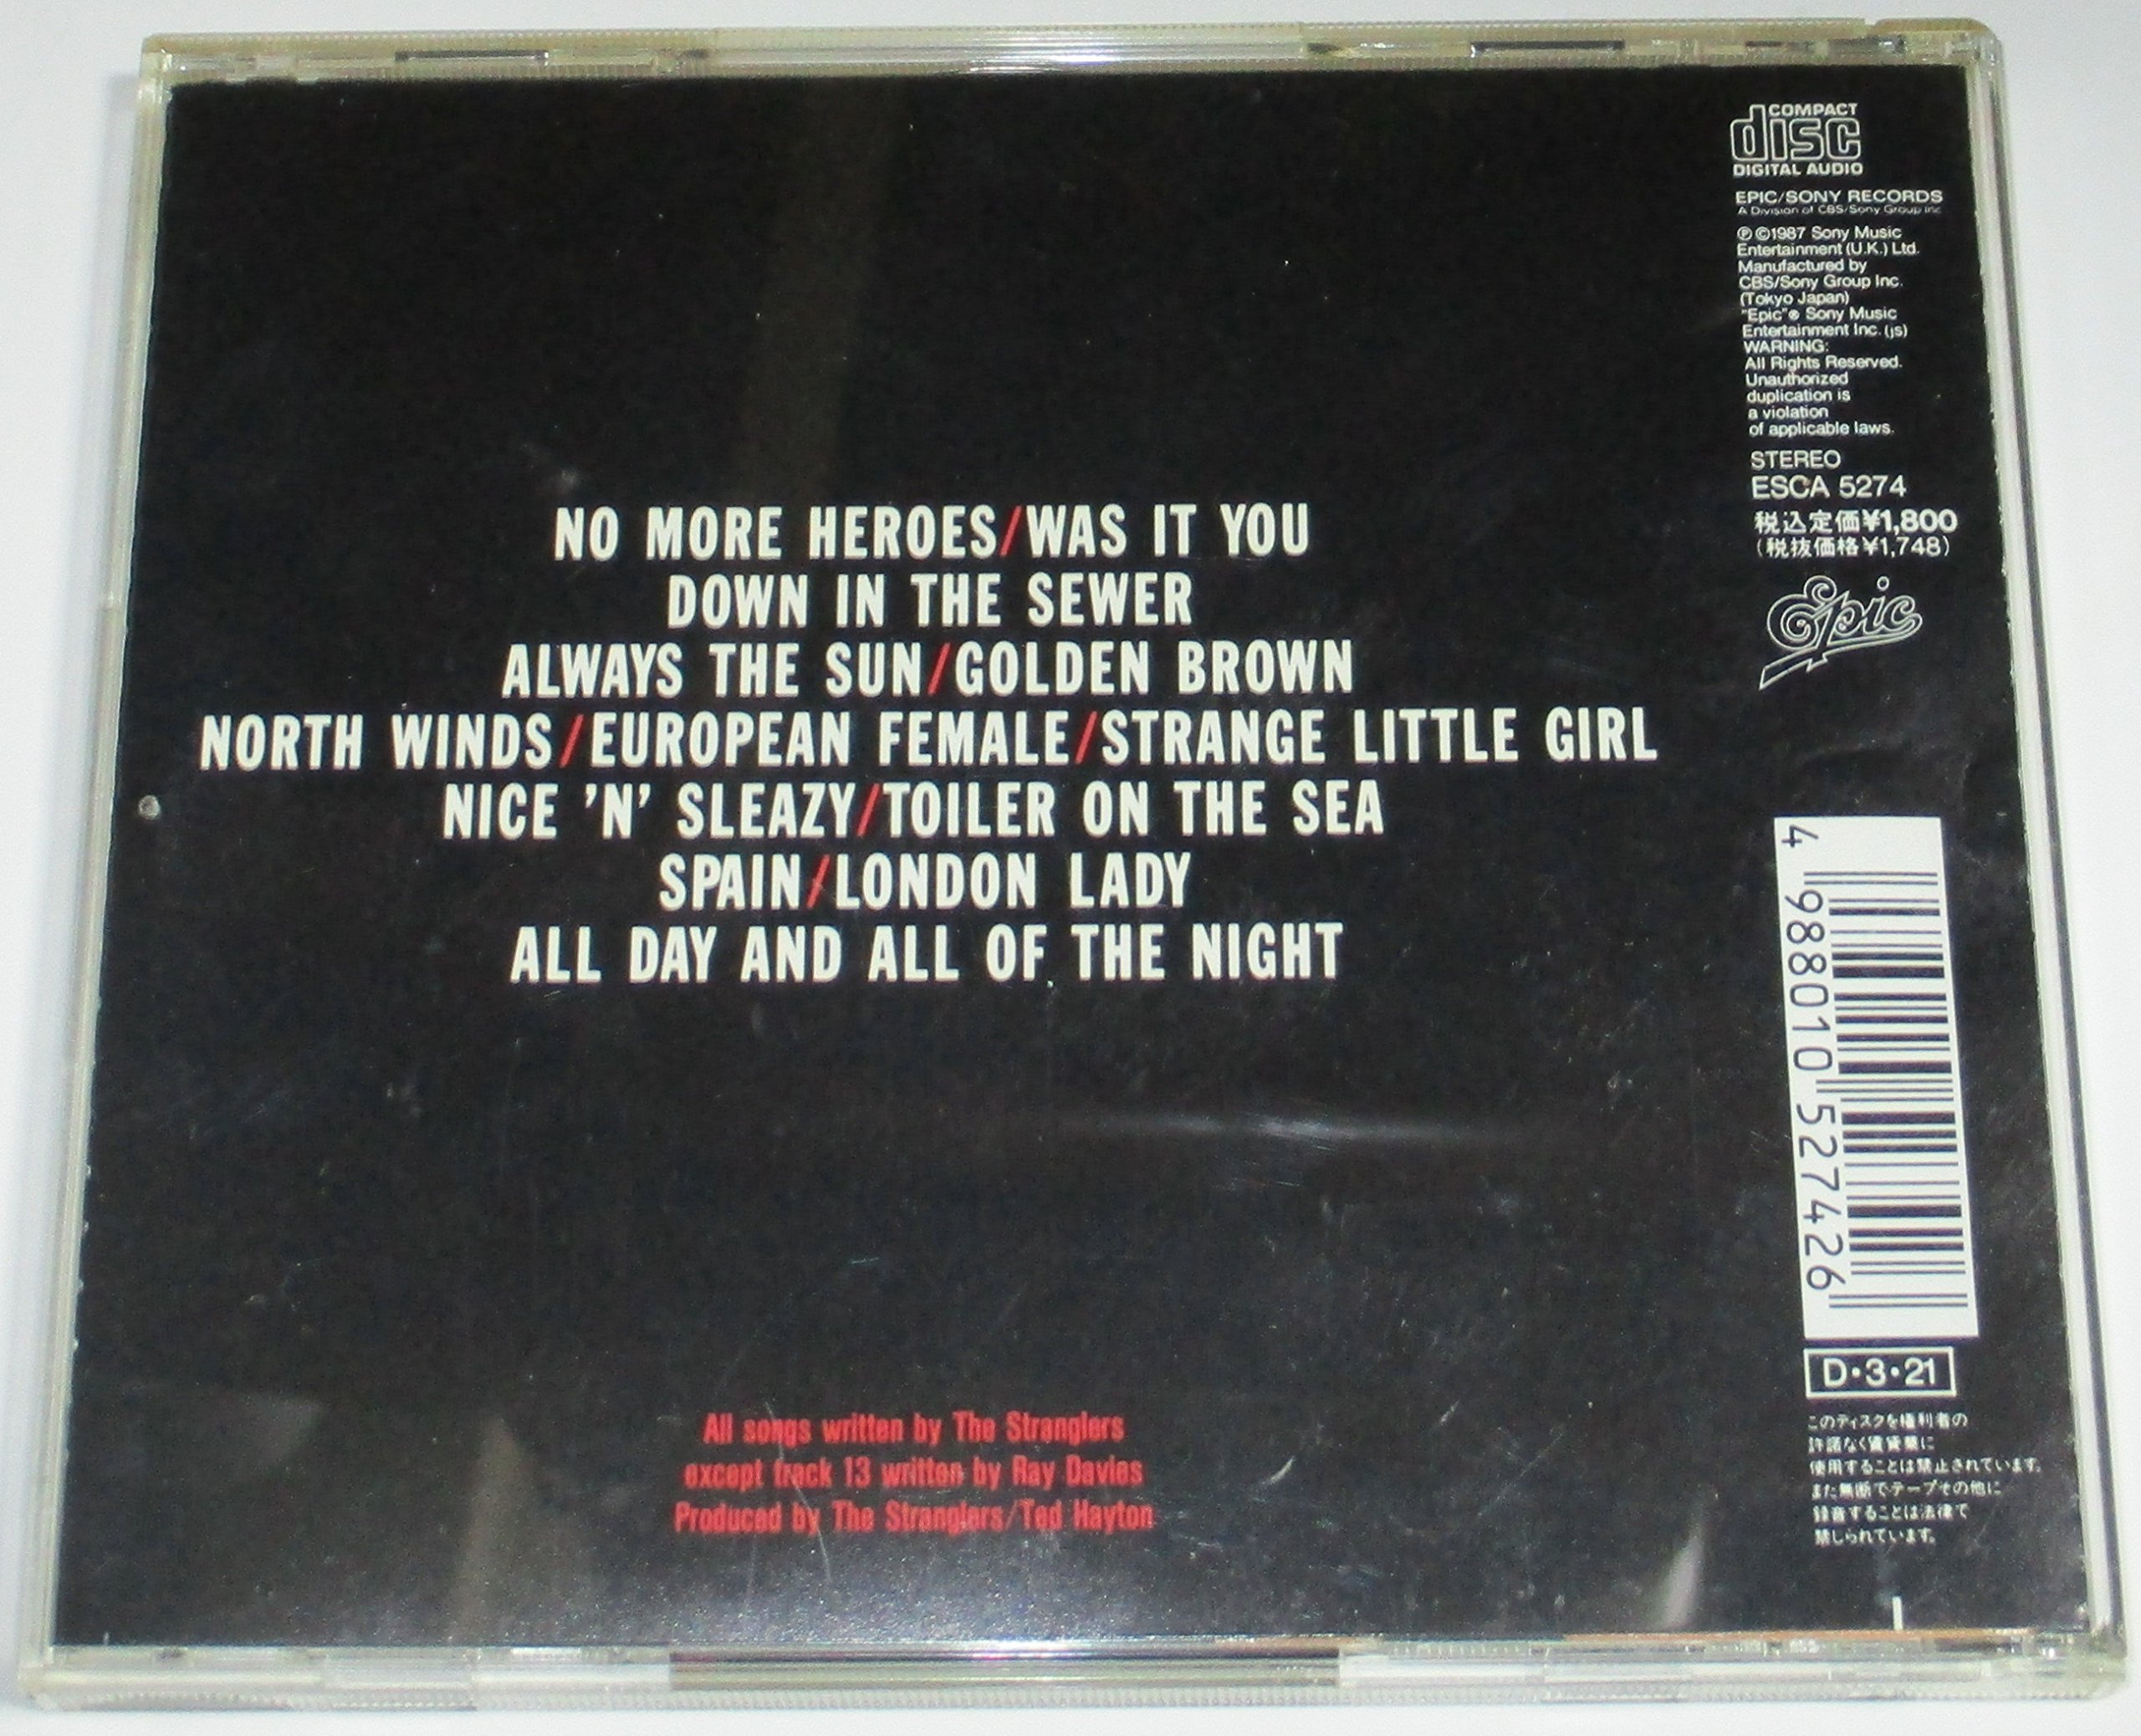 NO MORE HEROES/WAS IT YOU
DOWN IN THE SEWER
ALWAYS THE SUN/GOLDEN BROWN
NORTH WINDS/EUROPEAN FEMALE/STRANGE LITTLE GIRL
NICE 'N' SLEAZY/TOILER ON THE SEA
SPAIN/LONDON LADY
ALL DAY AND ALL OF THE NIGHT
All songs written by The Stranglers
except track 13 written by Ray Davies
Produced by The Stranglers/Ted Hayton
COMPACT
disc
DIGITAL AUDIO
EPIC/SONY RECORDS
A Division of CBS/Sony Group Inc.
℗ ©1987 Sony Music
Entertainment (U.K.) Ltd.
Manufactured by
CBS/Sony Group Inc.
(Tokyo Japan)
"Epic"® Sony Music
Entertainment Inc. (js)
WARNING:
All Rights Reserved.
Unauthorized
duplication is
a violation
of applicable laws.
STEREO
ESCA 5274
税込定価¥1,800
(税抜価格¥1,748)
Epic
4 988010 527426
D・3・21
このディスクを権利者の
許諾なく賃貸業に
使用することは禁止されています。
また無断でテープその他に
録音することは法律で
禁じられています。